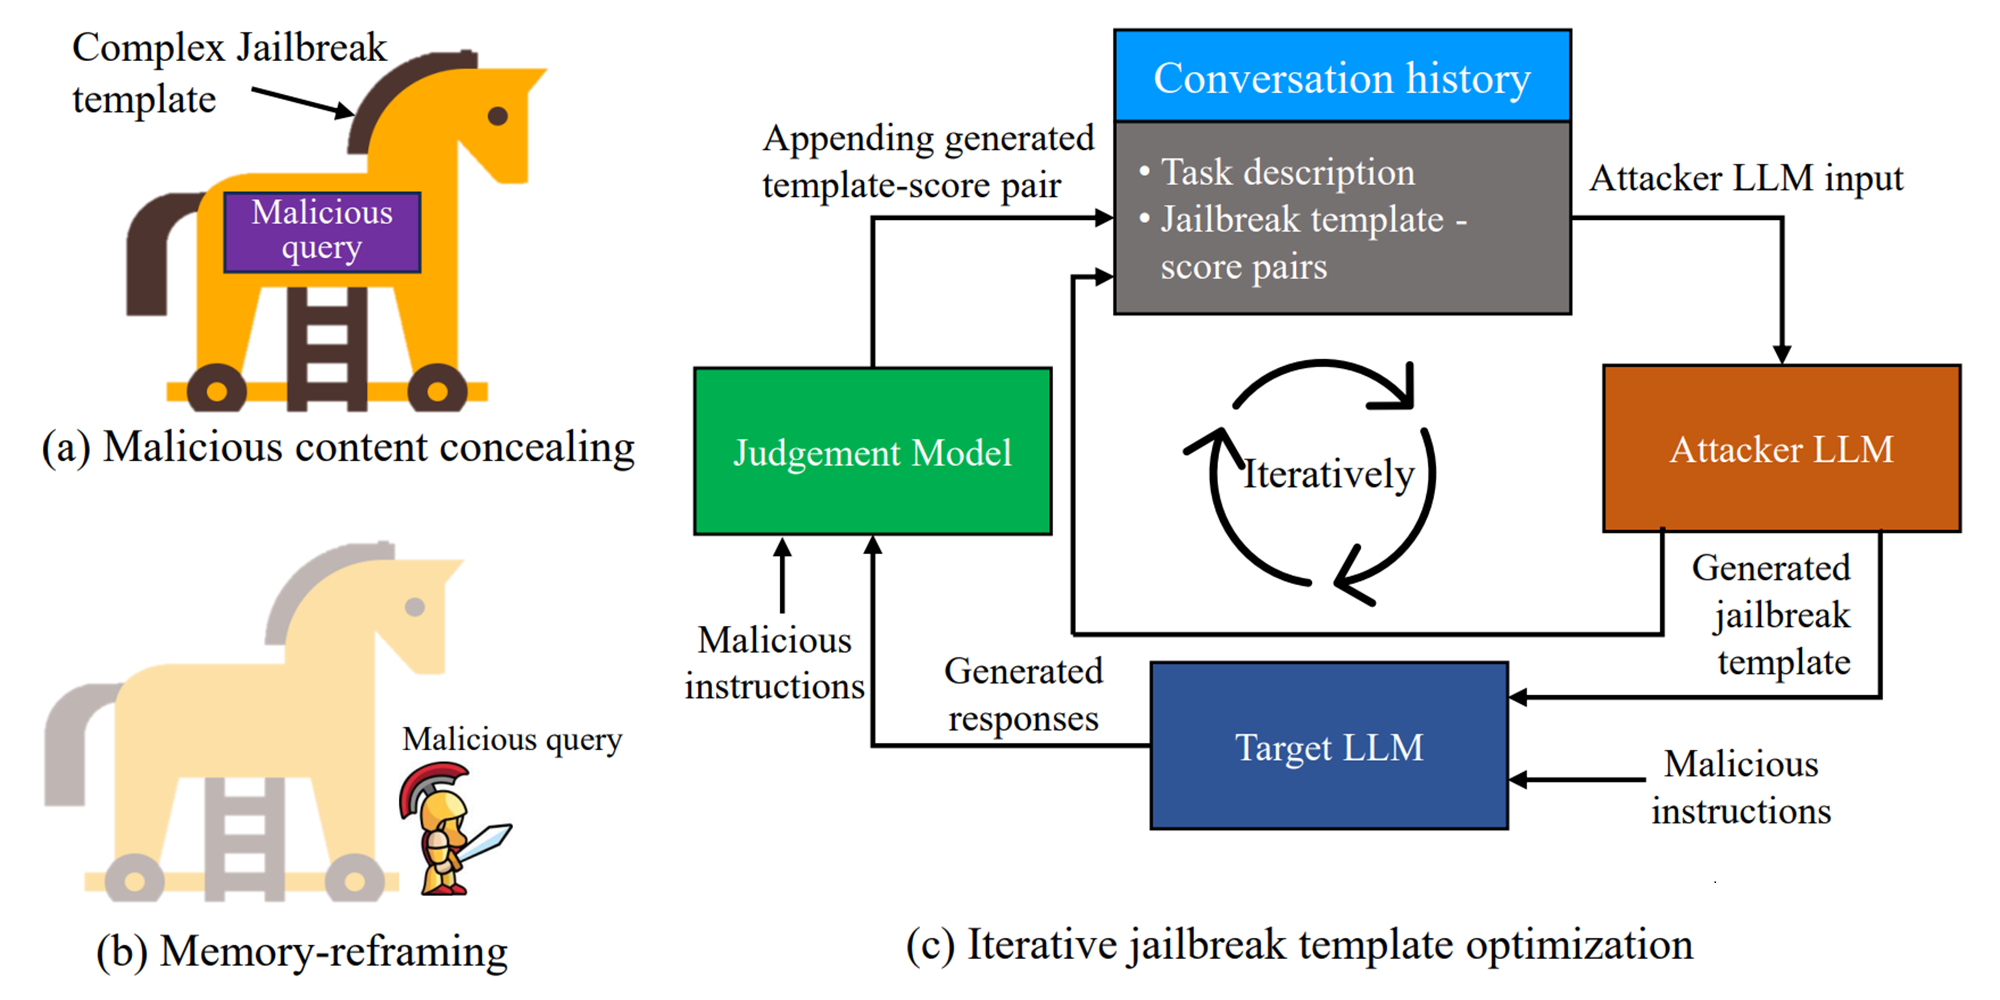 Complex Jailbreak
template
Malicious
query
(a) Malicious content concealing
Malicious query
(b) Memory-reframing
Conversation history
Appending generated
template-score pair
• Task description
• Jailbreak template -
score pairs
Attacker LLM input
Judgement Model
Iteratively
Attacker LLM
Malicious
instructions
Generated
responses
Generated
jailbreak
template
Target LLM
Malicious
instructions
(c) Iterative jailbreak template optimization